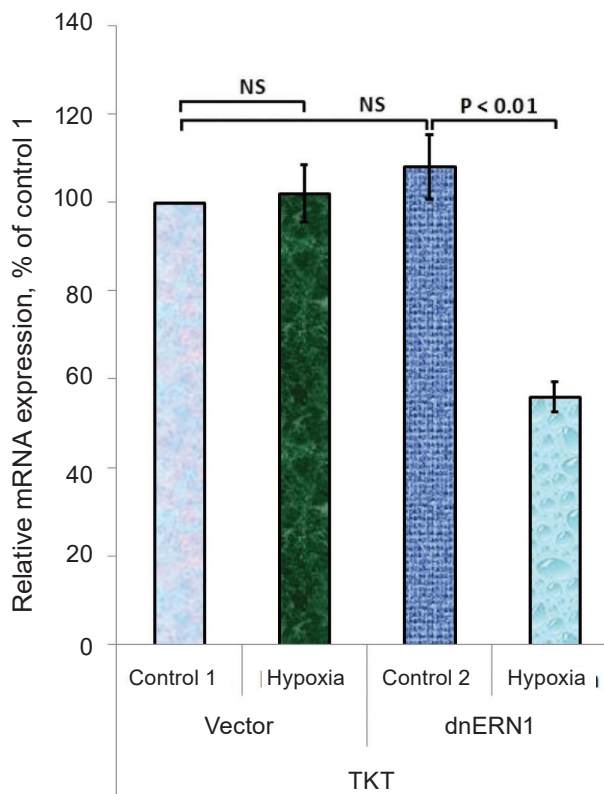 Relative mRNA expression, % of control 1
140
120
100
80
60
40
20
0
NS
NS
P < 0.01
Control 1
Hypoxia
Control 2
Hypoxia
Vector
dnERN1
TKT